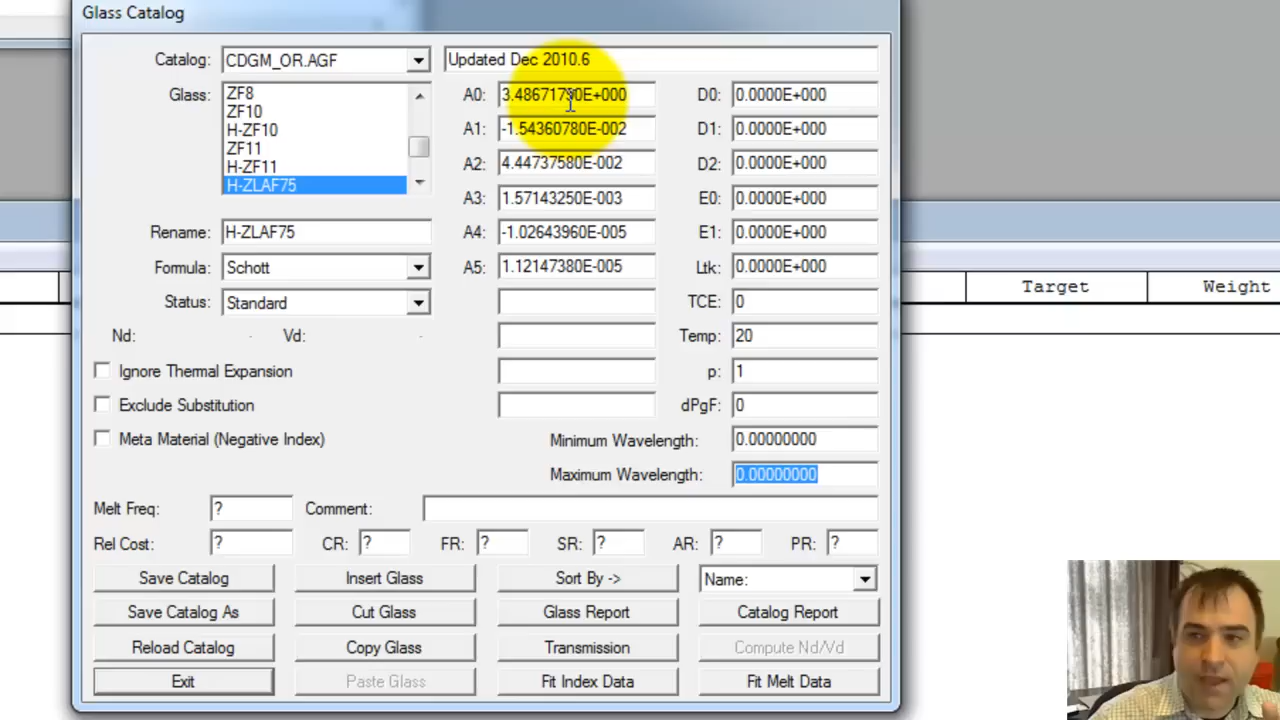 Glass Catalog
Catalog: CDGM_OR.AGF Updated Dec 2010.6
Glass: ZF8 A0: 3.48671790E+000 D0: 0.0000E+000
ZF10
H-ZF10 A1: -1.54360780E-002 D1: 0.0000E+000
ZF11
H-ZF11 A2: 4.44737580E-002 D2: 0.0000E+000
H-ZLAF75
A3: 1.57143250E-003 E0: 0.0000E+000
Rename: H-ZLAF75 A4: -1.02643960E-005 E1: 0.0000E+000
Formula: Schott A5: 1.12147380E-005 Ltk: 0.0000E+000
Status: Standard TCE: 0
Nd: Vd: Temp: 20
Ignore Thermal Expansion p: 1
Exclude Substitution dPgF: 0
Meta Material (Negative Index) Minimum Wavelength: 0.00000000
Maximum Wavelength: 0.00000000
Melt Freq: ? Comment:
Rel Cost: ? CR: ? FR: ? SR: ? AR: ? PR: ?
Save Catalog Insert Glass Sort By -> Name:
Save Catalog As Cut Glass Glass Report Catalog Report
Reload Catalog Copy Glass Transmission Compute Nd/Vd
Exit Paste Glass Fit Index Data Fit Melt Data
Target Weight